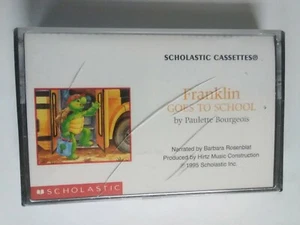 SCHOLASTIC CASSETTES®
Franklin
GOES TO SCHOOL
by Paulette Bourgeois
Narrated by Barbara Rosenblat
Produced by Hirtz Music Construction
℗ 1995 Scholastic Inc.
SCHOLASTIC